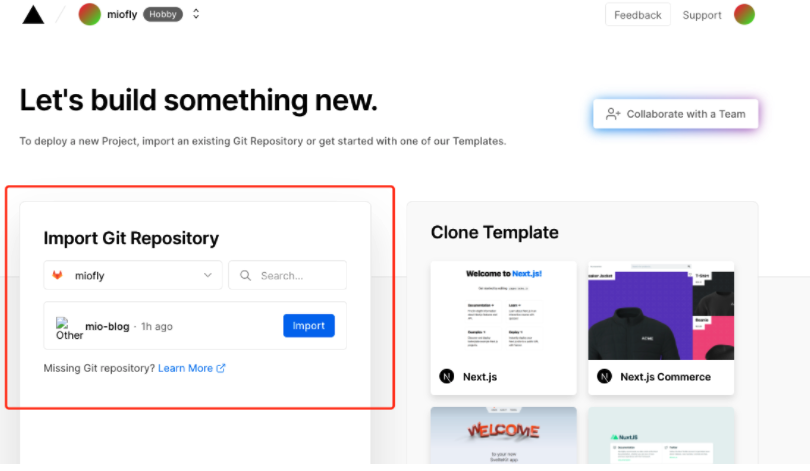 miofly Hobby
Feedback
Support
Let's build something new.
Collaborate with a Team
To deploy a new Project, import an existing Git Repository or get started with one of our Templates.
Import Git Repository
miofly
Search...
Other
mio-blog · 1h ago
Import
Missing Git repository? Learn More
Clone Template
Welcome to Next.js!
N Next.js
N Next.js Commerce
WELCOME
to your new
NuxtJS